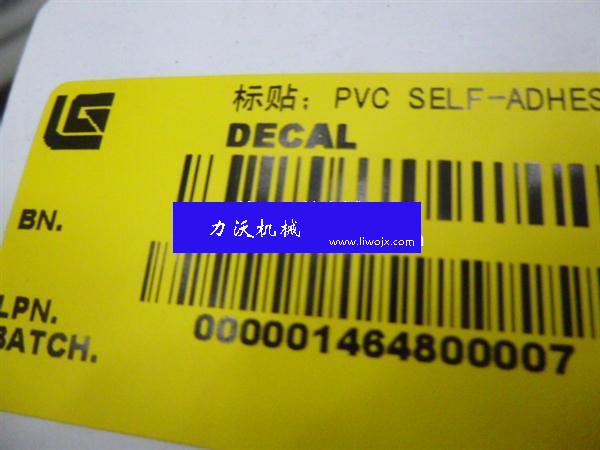 标贴: PVC SELF-ADHES
DECAL
BN.
力沃机械
www.liwojx.com
LPN.
BATCH.
000001464800007